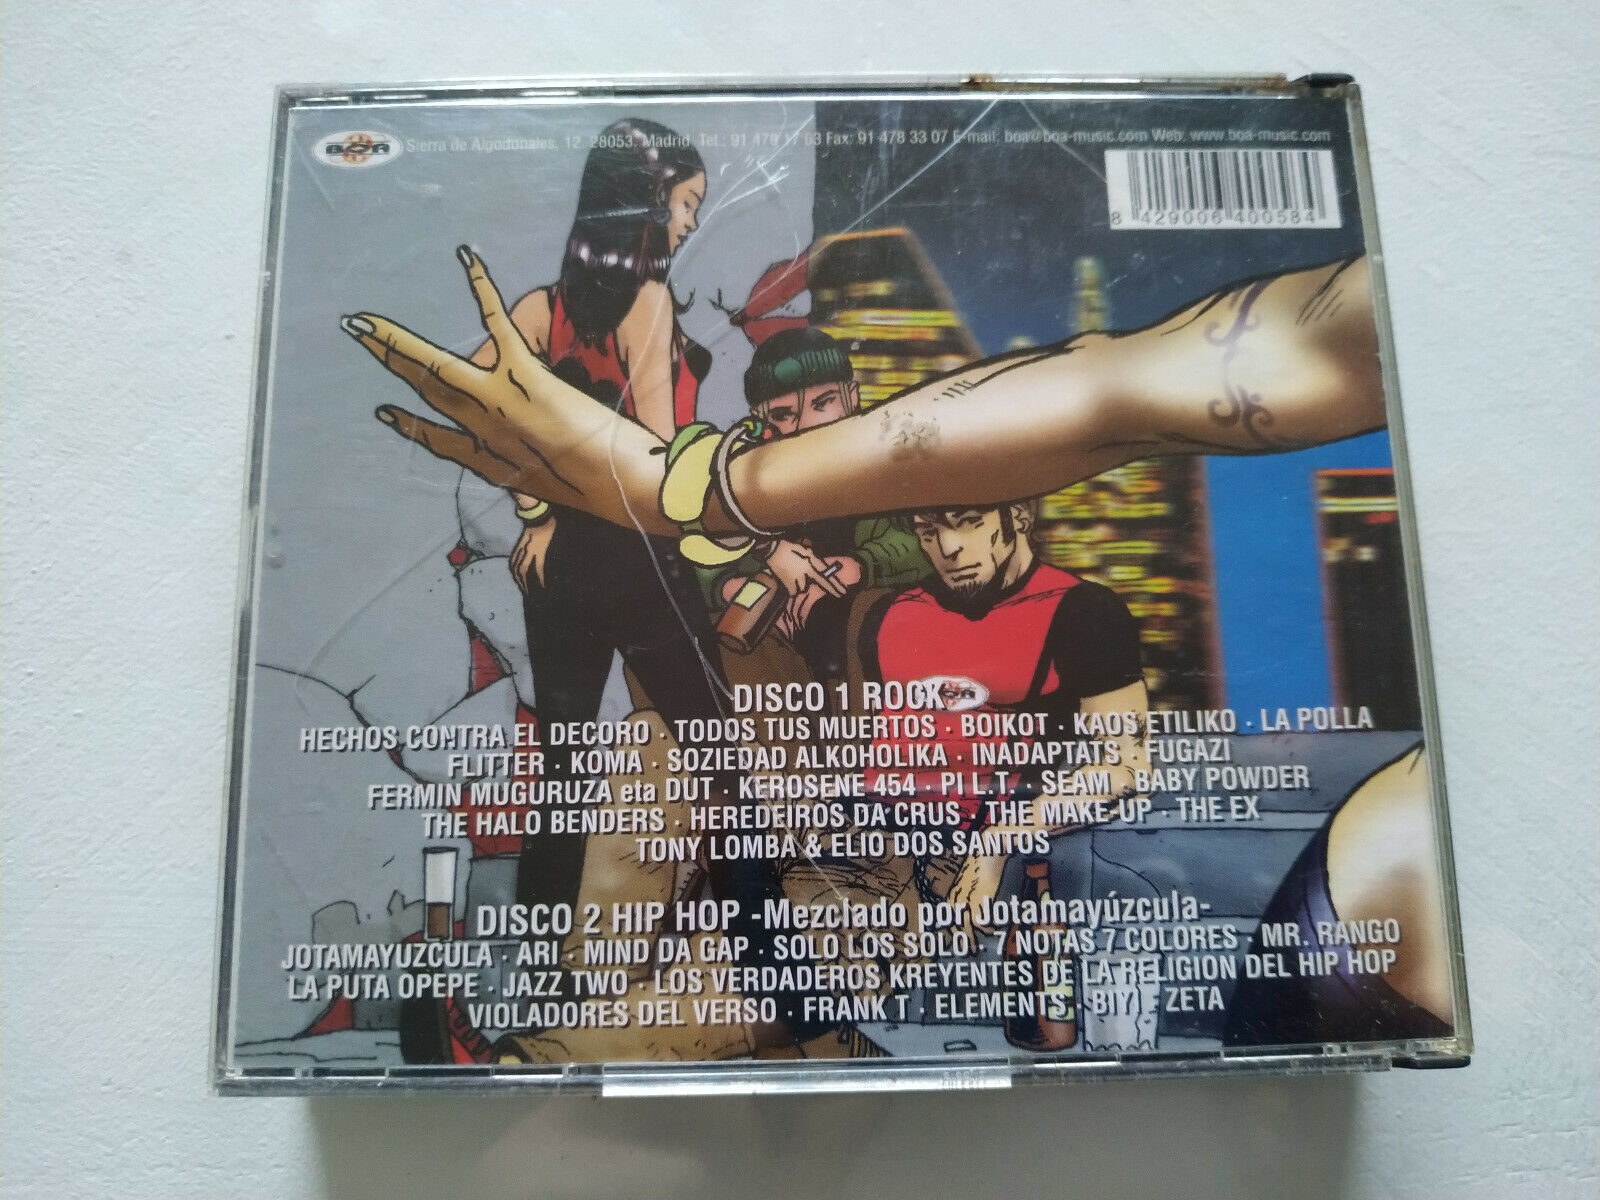 BOA
Sierra de Algodonales, 12. 28053. Madrid Tel.: 91 478 17 63 Fax: 91 478 33 07 E-mail: boa@boa-music.com Web: www.boa-music.com
8 429006 400584
DISCO 1 ROCK
HECHOS CONTRA EL DECORO · TODOS TUS MUERTOS · BOIKOT · KAOS ETILIKO · LA POLLA
FLITTER · KOMA · SOZIEDAD ALKOHOLIKA · INADAPTATS · FUGAZI
FERMIN MUGURUZA eta DUT · KEROSENE 454 · PI L.T. · SEAM · BABY POWDER
THE HALO BENDERS · HEREDEIROS DA CRUS · THE MAKE-UP · THE EX
TONY LOMBA & ELIO DOS SANTOS
DISCO 2 HIP HOP -Mezclado por Jotamayúzcula-
JOTAMAYUZCULA · ARI · MIND DA GAP · SOLO LOS SOLO · 7 NOTAS 7 COLORES · MR. RANGO
LA PUTA OPEPE · JAZZ TWO · LOS VERDADEROS KREYENTES DE LA RELIGION DEL HIP HOP
VIOLADORES DEL VERSO · FRANK T · ELEMENTS · BIYI · ZETA